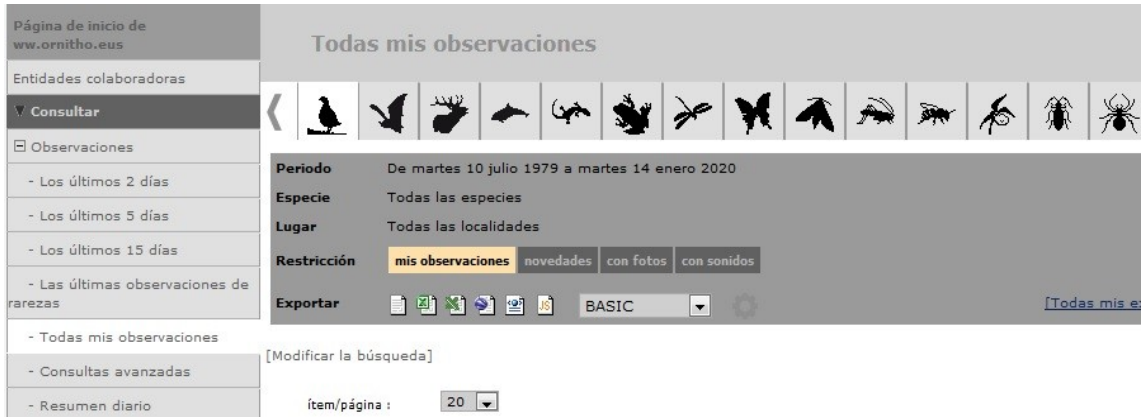 Página de inicio de
ww.ornitho.eus
Entidades colaboradoras
Consultar
Observaciones
- Los últimos 2 días
- Los últimos 5 días
- Los últimos 15 días
- Las últimas observaciones de
rarezas
- Todas mis observaciones
- Consultas avanzadas
- Resumen diario
Todas mis observaciones
Periodo De martes 10 julio 1979 a martes 14 enero 2020
Especie Todas las especies
Lugar Todas las localidades
Restricción mis observaciones novedades con fotos con sonidos
Exportar BASIC [Todas mis ex
[Modificar la búsqueda]
ítem/página : 20